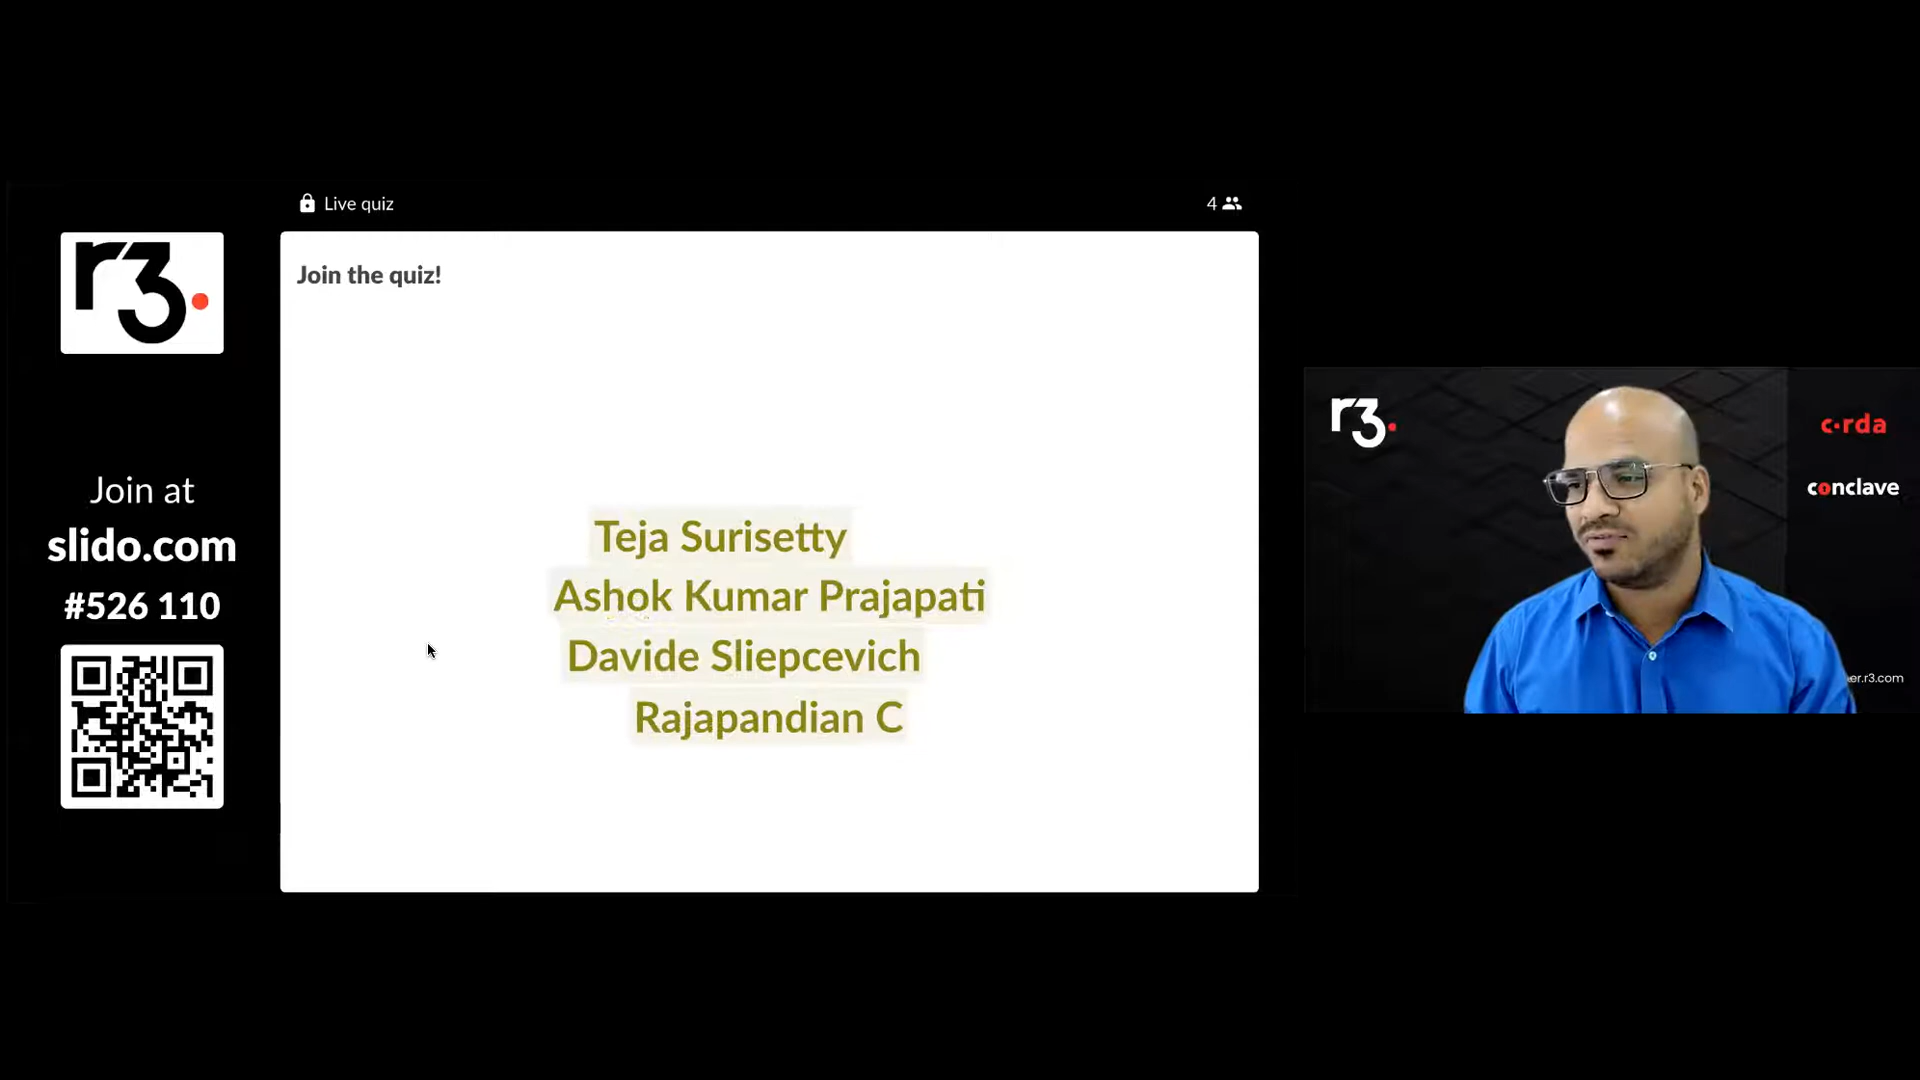 Live quiz
4
r3.
Join the quiz!
Join at
slido.com
#526 110
Teja Surisetty
Ashok Kumar Prajapati
Davide Sliepcevich
Rajapandian C
r3.
c·rda
conclave
er.r3.com